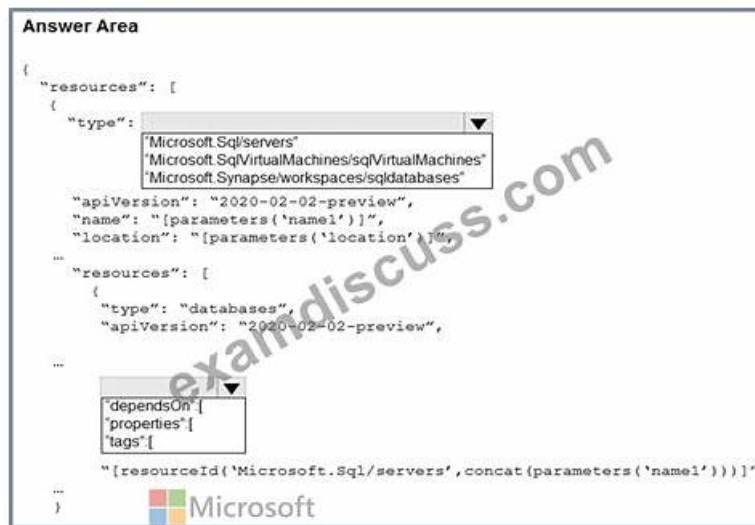 Answer Area
{
"resources": [
{
"type":
"Microsoft.Sql/servers"
"Microsoft.SqlVirtualMachines/sqlVirtualMachines"
"Microsoft.Synapse/workspaces/sqldatabases"
"apiVersion": "2020-02-02-preview",
"name": "[parameters('name1')]",
"location": "[parameters('location')]",
...
"resources": [
{
"type": "databases",
"apiVersion": "2020-02-02-preview",
...
"dependsOn":[
"properties":[
"tags":[
"[resourceId('Microsoft.Sql/servers',concat(parameters('name1')))]"
...
}
Microsoft
examdiscuss.com